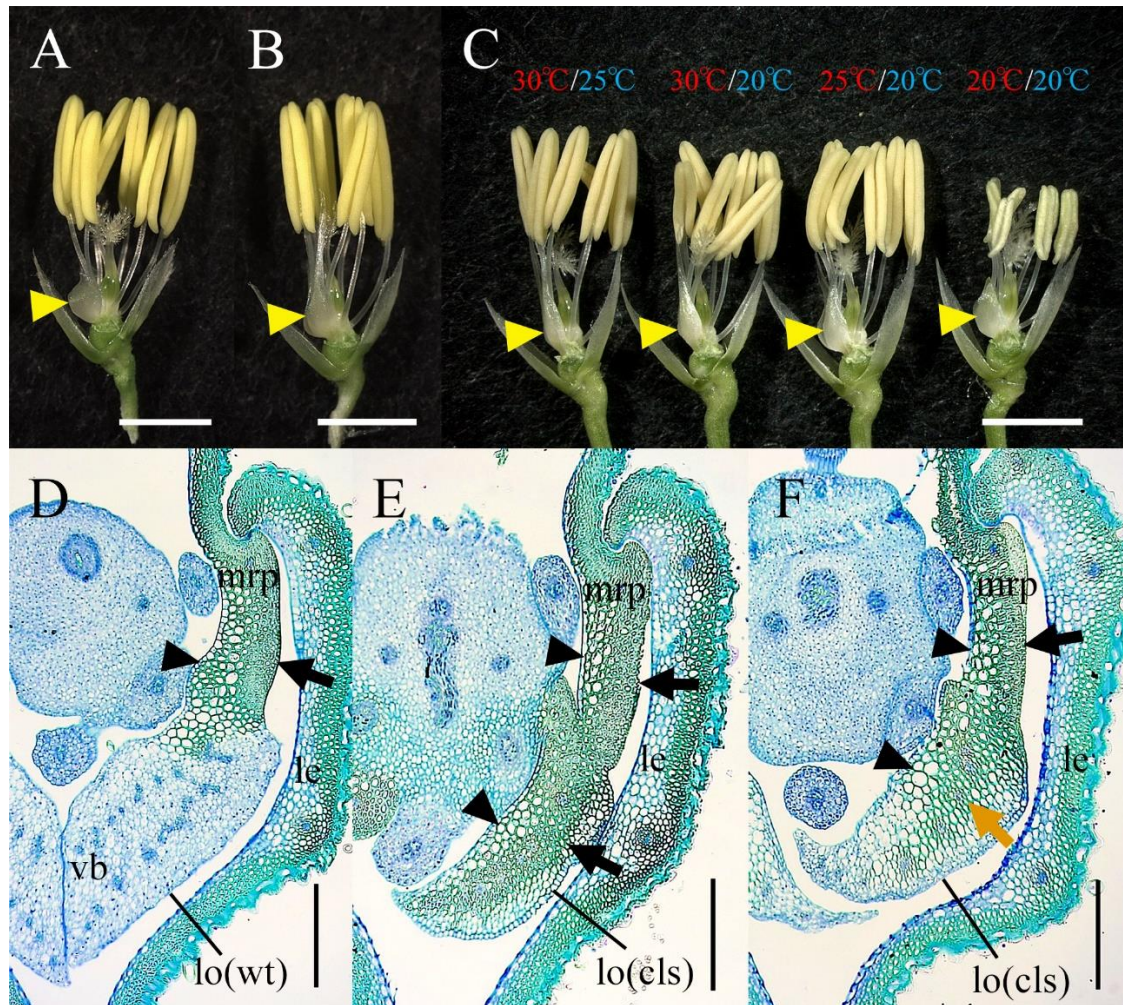 A
B
C
30℃/25℃ 30℃/20℃ 25℃/20℃ 20℃/20℃
D
mrp
le
vb
lo(wt)
E
mrp
le
lo(cls)
F
mrp
le
lo(cls)